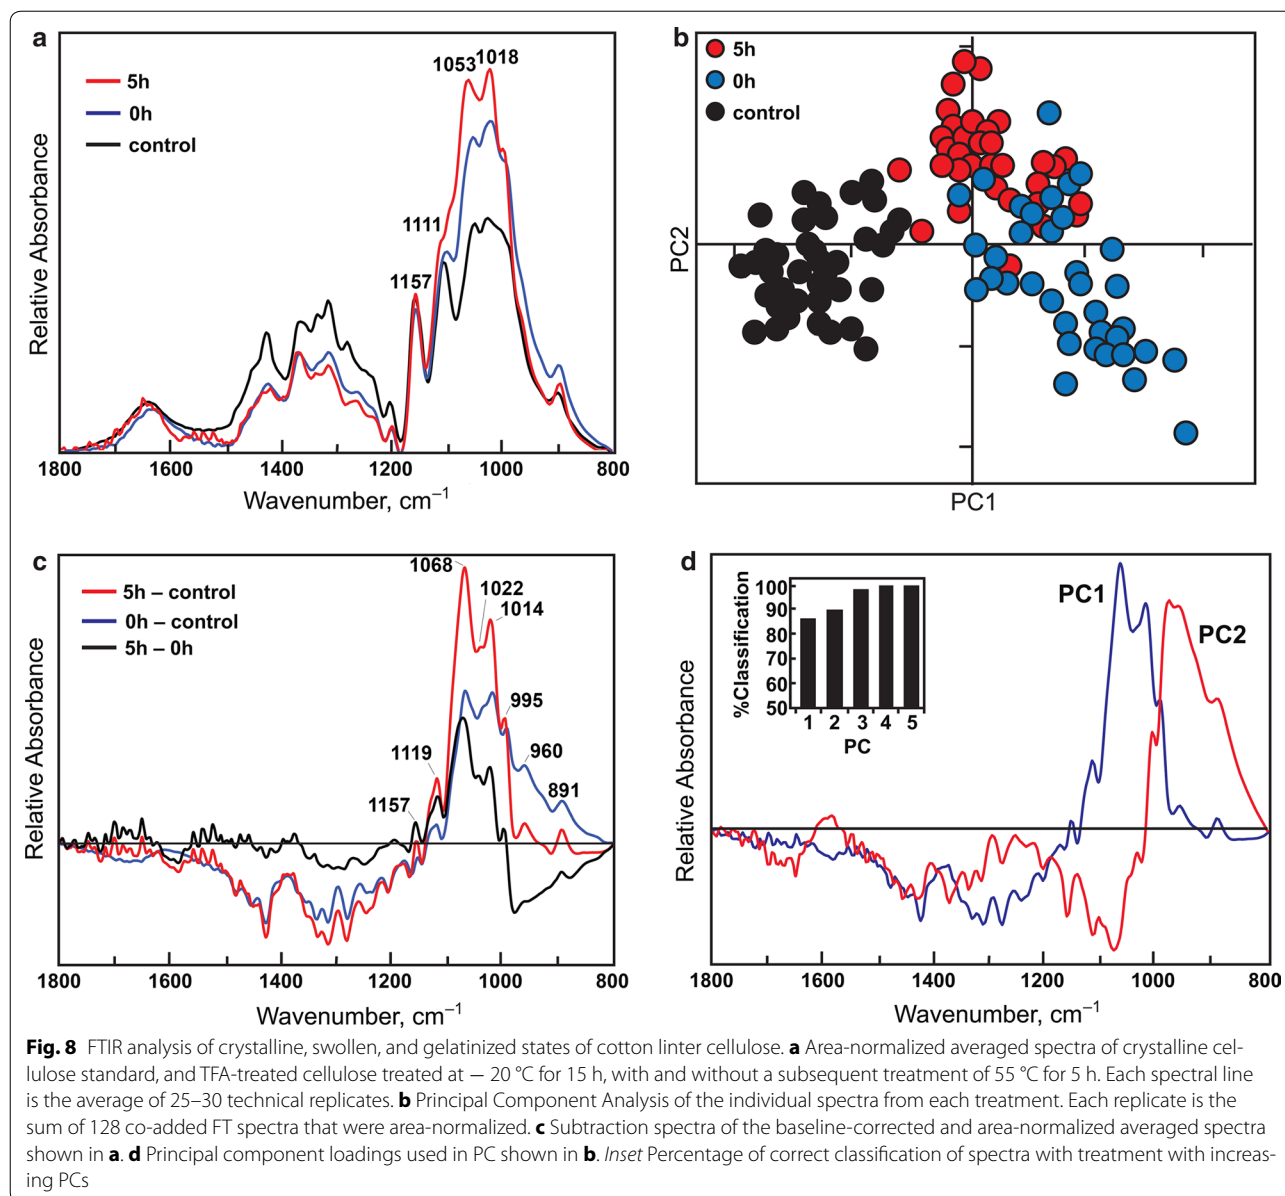 a
5h
0h
control
1053
1018
1111
1157
Relative Absorbance
1800
1600
1400
1200
1000
800
Wavenumber, cm⁻¹
b
5h
0h
control
PC2
PC1
c
5h – control
0h – control
5h – 0h
1068
1022
1014
995
960
891
1119
1157
Relative Absorbance
1800
1600
1400
1200
1000
800
Wavenumber, cm⁻¹
d
%Classification
100
90
80
70
60
50
1 2 3 4 5
PC
PC1
PC2
Relative Absorbance
1800
1600
1400
1200
1000
800
Wavenumber, cm⁻¹
Fig. 8 FTIR analysis of crystalline, swollen, and gelatinized states of cotton linter cellulose. a Area-normalized averaged spectra of crystalline cel-
lulose standard, and TFA-treated cellulose treated at − 20 °C for 15 h, with and without a subsequent treatment of 55 °C for 5 h. Each spectral line
is the average of 25–30 technical replicates. b Principal Component Analysis of the individual spectra from each treatment. Each replicate is the
sum of 128 co-added FT spectra that were area-normalized. c Subtraction spectra of the baseline-corrected and area-normalized averaged spectra
shown in a. d Principal component loadings used in PC shown in b. Inset Percentage of correct classification of spectra with treatment with increas-
ing PCs